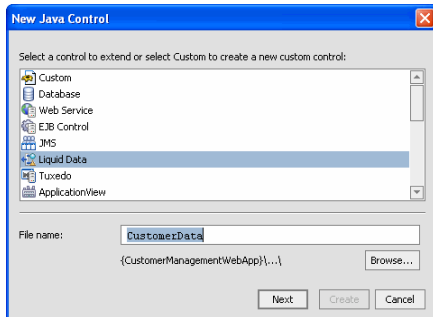 New Java Control
Select a control to extend or select Custom to create a new custom control:
Custom
Database
Web Service
EJB Control
JMS
Liquid Data
Tuxedo
ApplicationView
File name:
CustomerData
{CustomerManagementWebApp}\...\
Browse...
Next
Create
Cancel